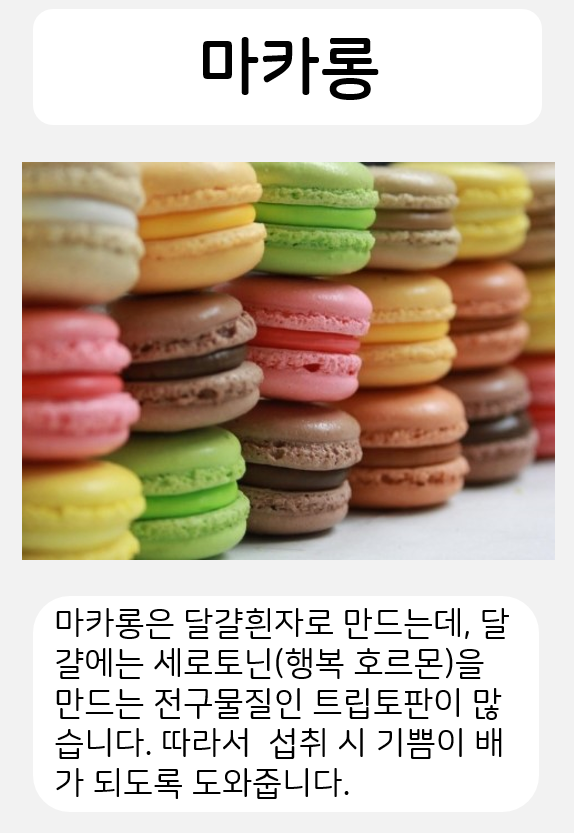 마카롱
마카롱은 달걀흰자로 만드는데, 달
걀에는 세로토닌(행복 호르몬)을
만드는 전구물질인 트립토판이 많
습니다. 따라서  섭취 시 기쁨이 배
가 되도록 도와줍니다.